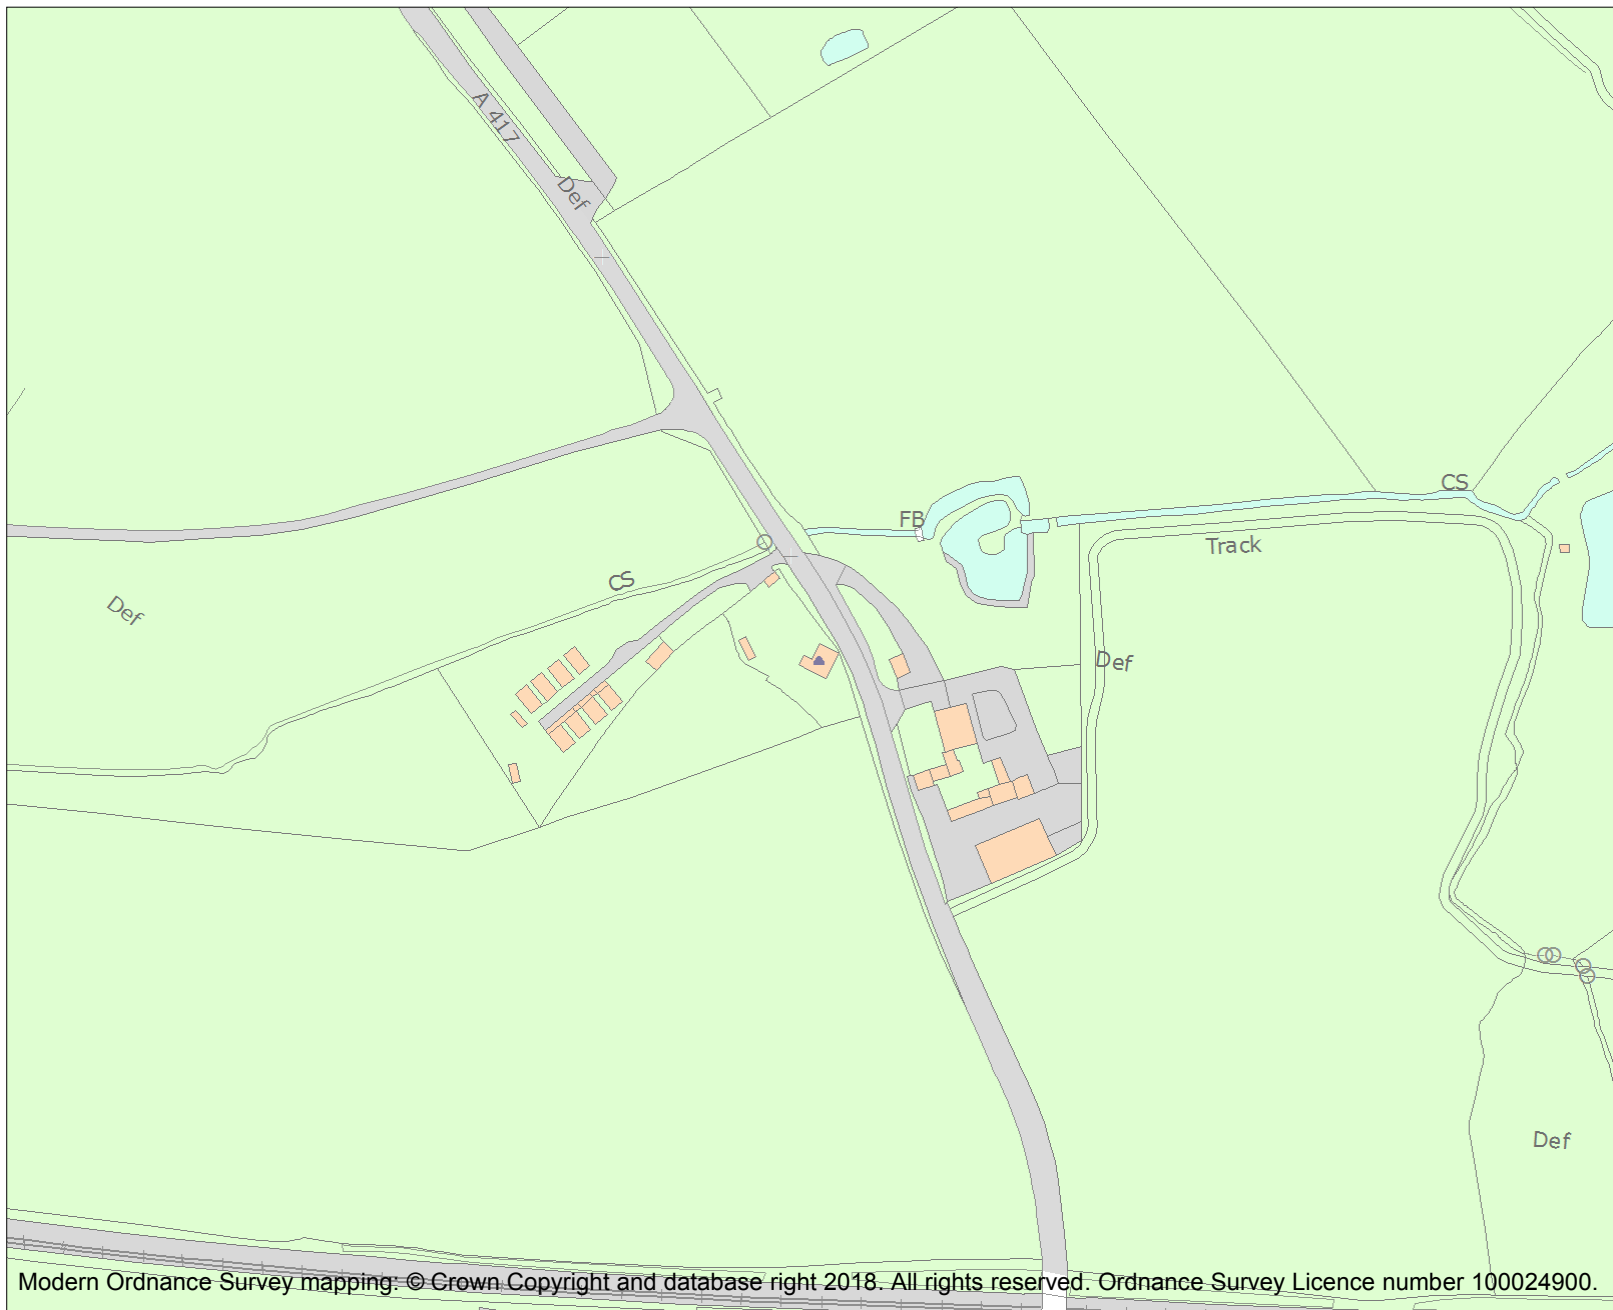 A 417
Def
CS
FB
Track
CS
Def
Def
Def
Modern Ordnance Survey mapping: © Crown Copyright and database right 2018. All rights reserved. Ordnance Survey Licence number 100024900.